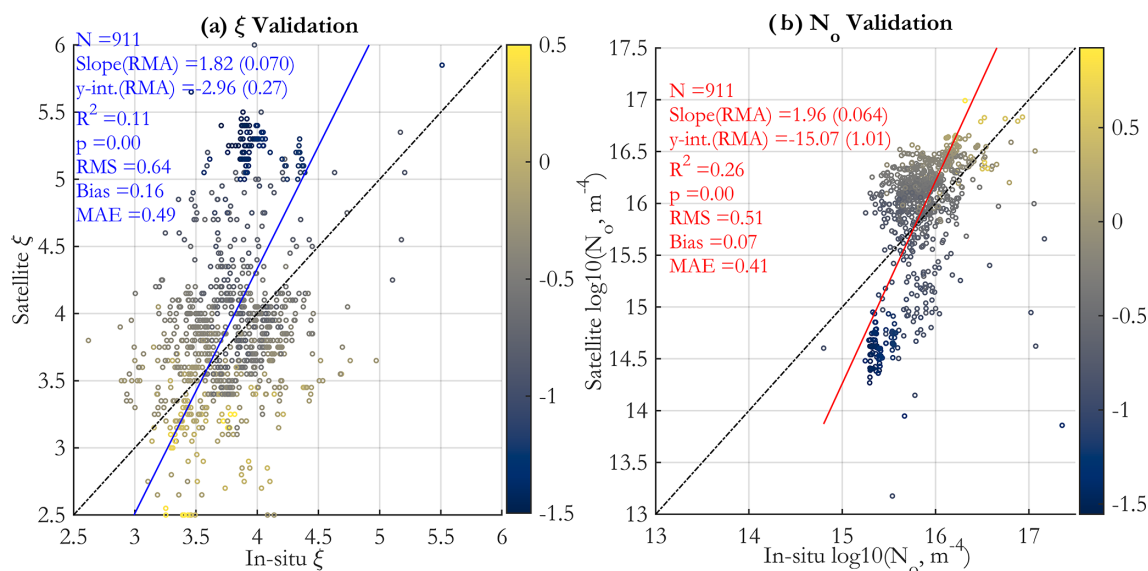 (a) ξ Validation
N =911
Slope(RMA) =1.82 (0.070)
y-int.(RMA) =-2.96 (0.27)
R2 =0.11
p =0.00
RMS =0.64
Bias =0.16
MAE =0.49
6
5.5
5
4.5
4
3.5
3
2.5
Satellite ξ
2.5
3
3.5
4
4.5
5
5.5
6
In-situ ξ
0.5
0
-0.5
-1
-1.5
(b) No Validation
N =911
Slope(RMA) =1.96 (0.064)
y-int.(RMA) =-15.07 (1.01)
R2 =0.26
p =0.00
RMS =0.51
Bias =0.07
MAE =0.41
17.5
17
16.5
16
15.5
15
14.5
14
13.5
13
Satellite log10(No, m-4)
13
14
15
16
17
In-situ log10(No, m-4)
0.5
0
-0.5
-1
-1.5